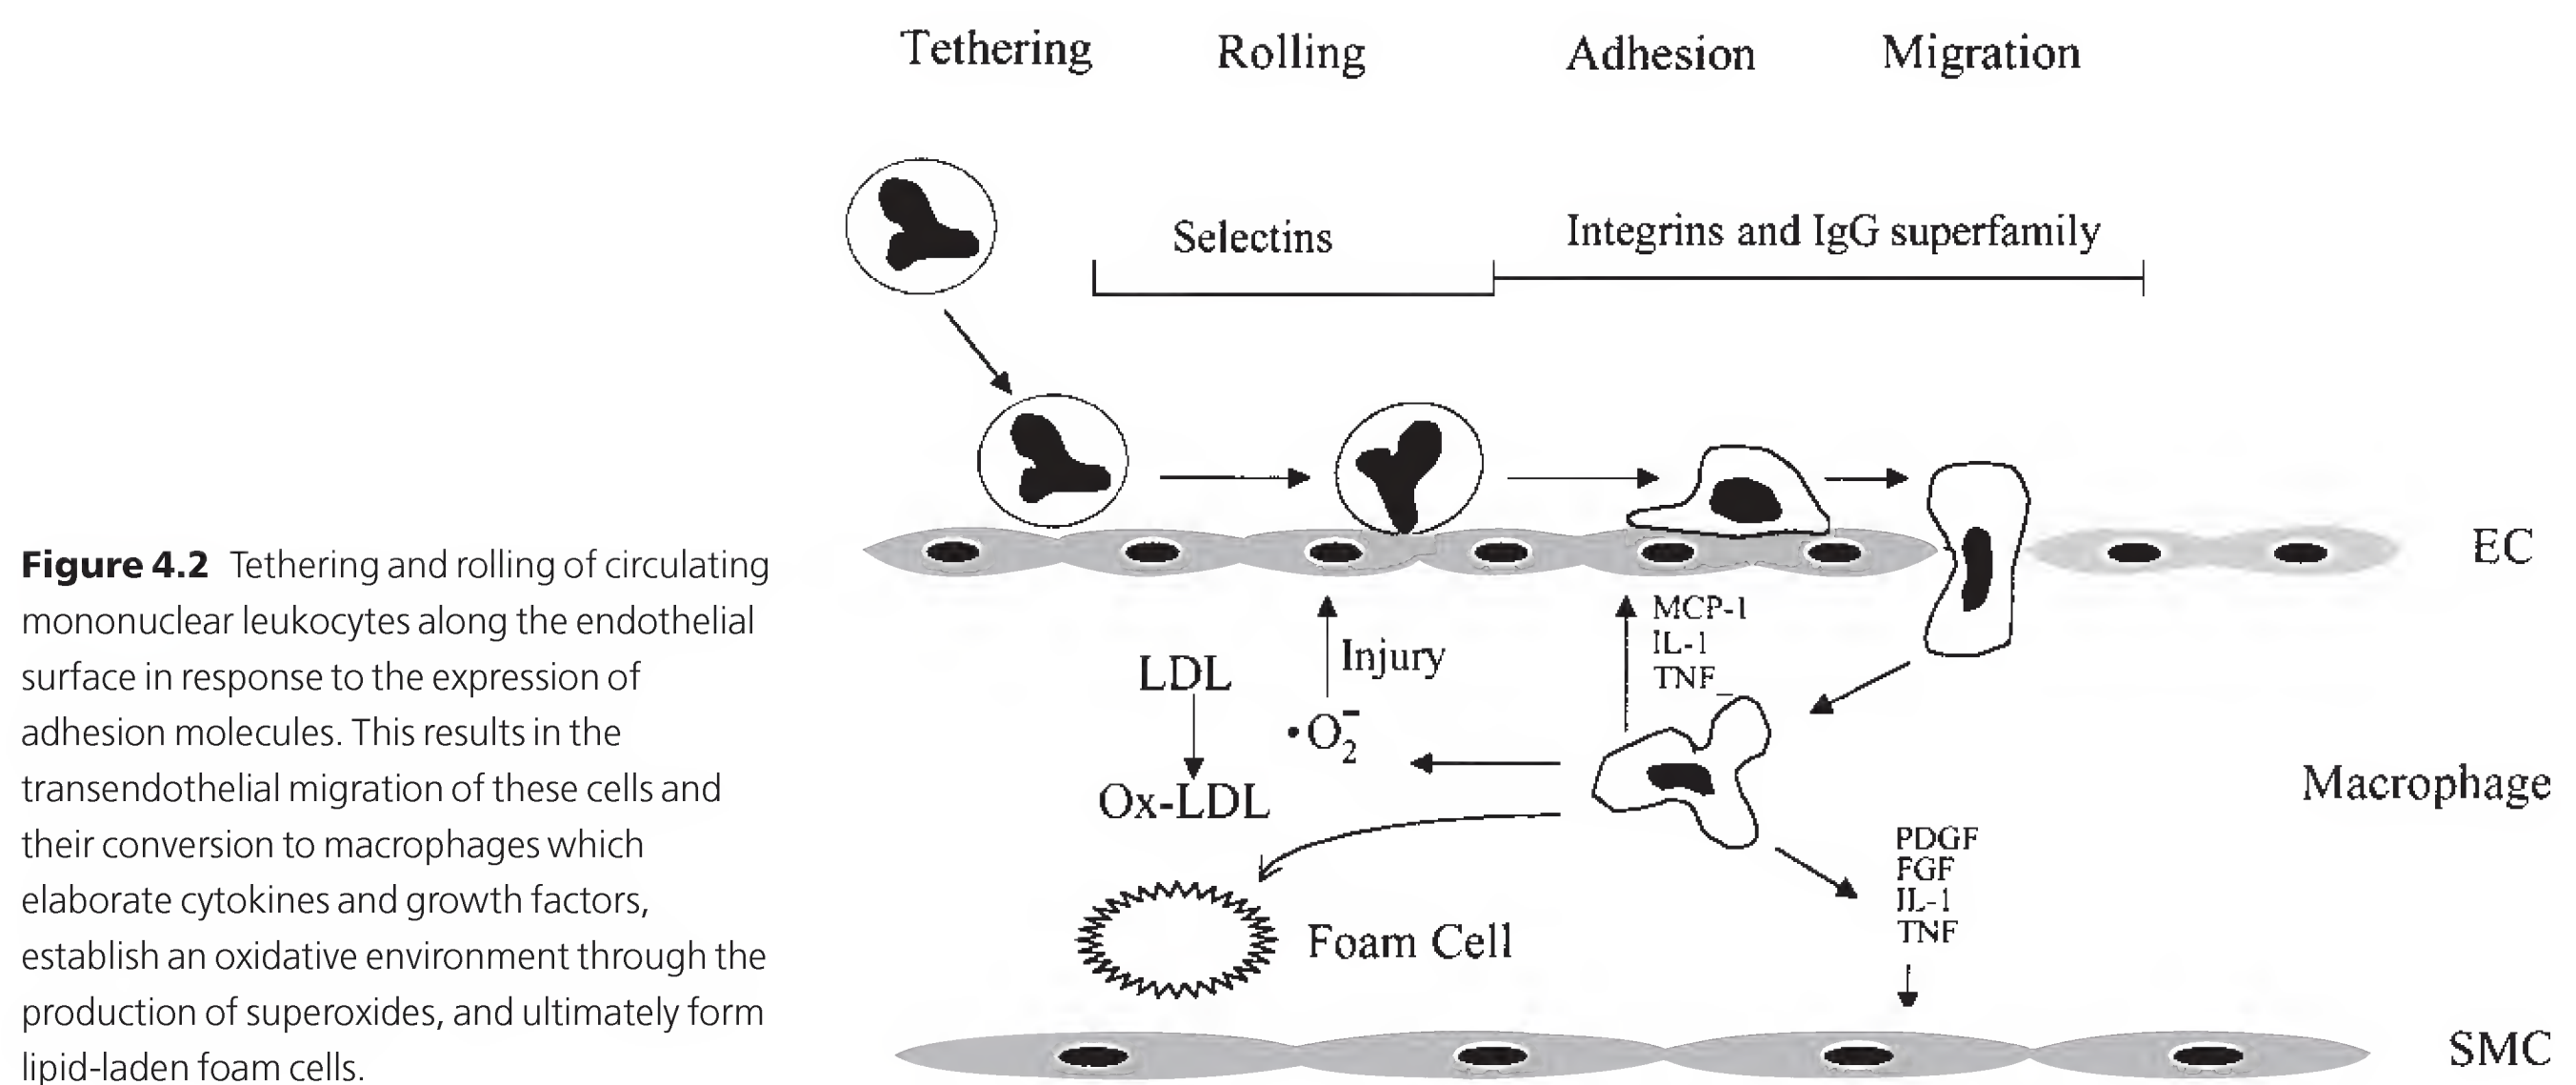 Tethering Rolling Adhesion Migration
Selectins Integrins and IgG superfamily
EC
MCP-1
IL-1
TNF_
Injury
LDL
•O2−
Ox-LDL
Macrophage
PDGF
FGF
IL-1
TNF
Foam Cell
SMC
Figure 4.2 Tethering and rolling of circulating
mononuclear leukocytes along the endothelial
surface in response to the expression of
adhesion molecules. This results in the
transendothelial migration of these cells and
their conversion to macrophages which
elaborate cytokines and growth factors,
establish an oxidative environment through the
production of superoxides, and ultimately form
lipid-laden foam cells.